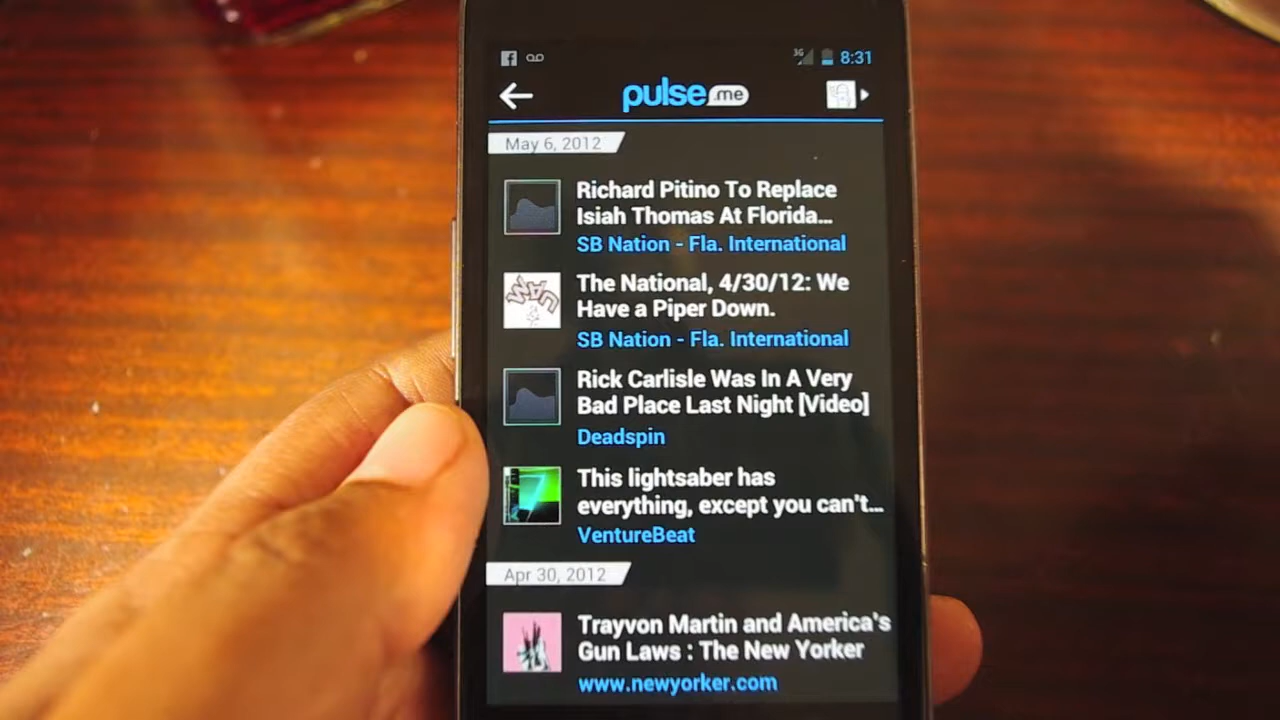 3G 8:31
pulse.me
May 6, 2012
Richard Pitino To Replace
Isiah Thomas At Florida...
SB Nation - Fla. International
The National, 4/30/12: We
Have a Piper Down.
SB Nation - Fla. International
Rick Carlisle Was In A Very
Bad Place Last Night [Video]
Deadspin
This lightsaber has
everything, except you can't...
VentureBeat
Apr 30, 2012
Trayvon Martin and America's
Gun Laws : The New Yorker
www.newyorker.com